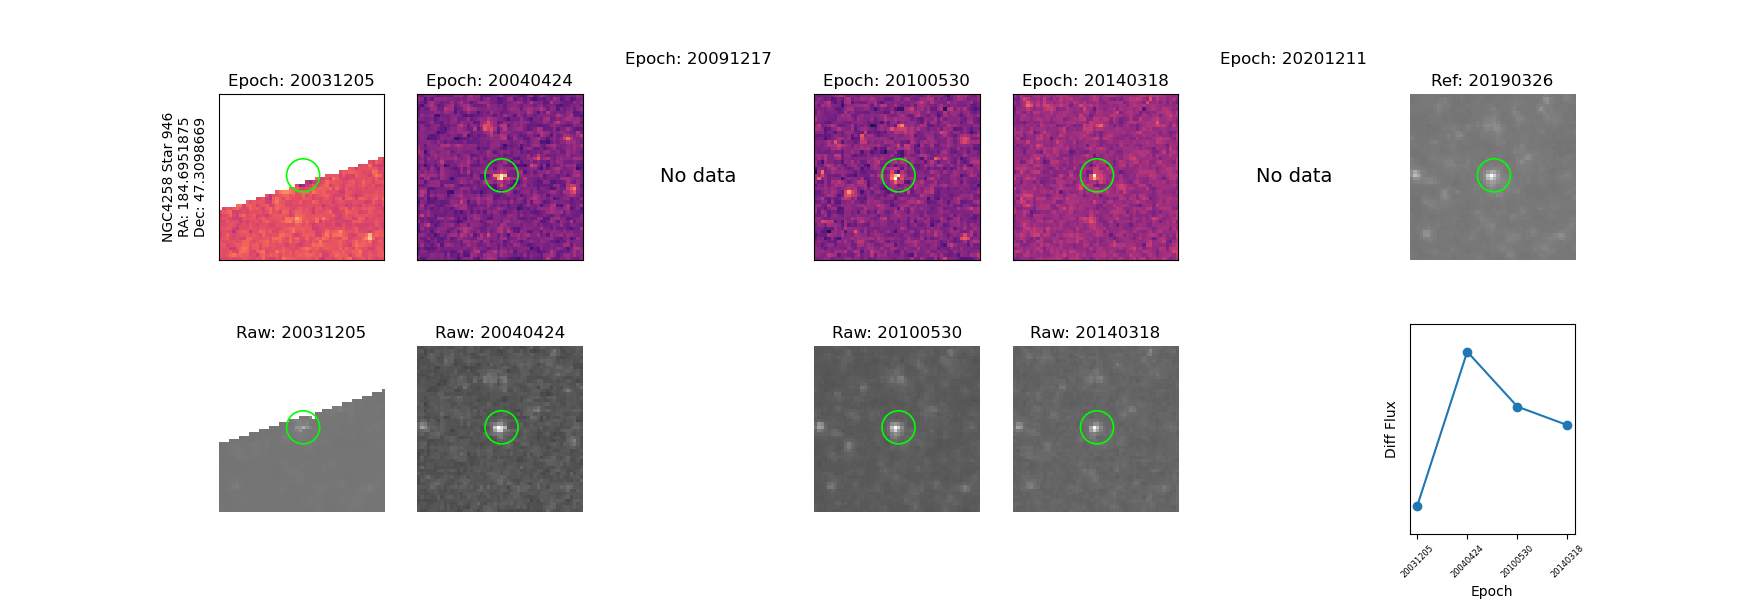 Epoch: 20091217
Epoch: 20201211
Epoch: 20031205
Epoch: 20040424
Epoch: 20100530
Epoch: 20140318
Ref: 20190326
NGC4258 Star 946
RA: 184.6951875
Dec: 47.3098669
No data
No data
Raw: 20031205
Raw: 20040424
Raw: 20100530
Raw: 20140318
Diff Flux
20031205
20040424
20100530
20140318
Epoch